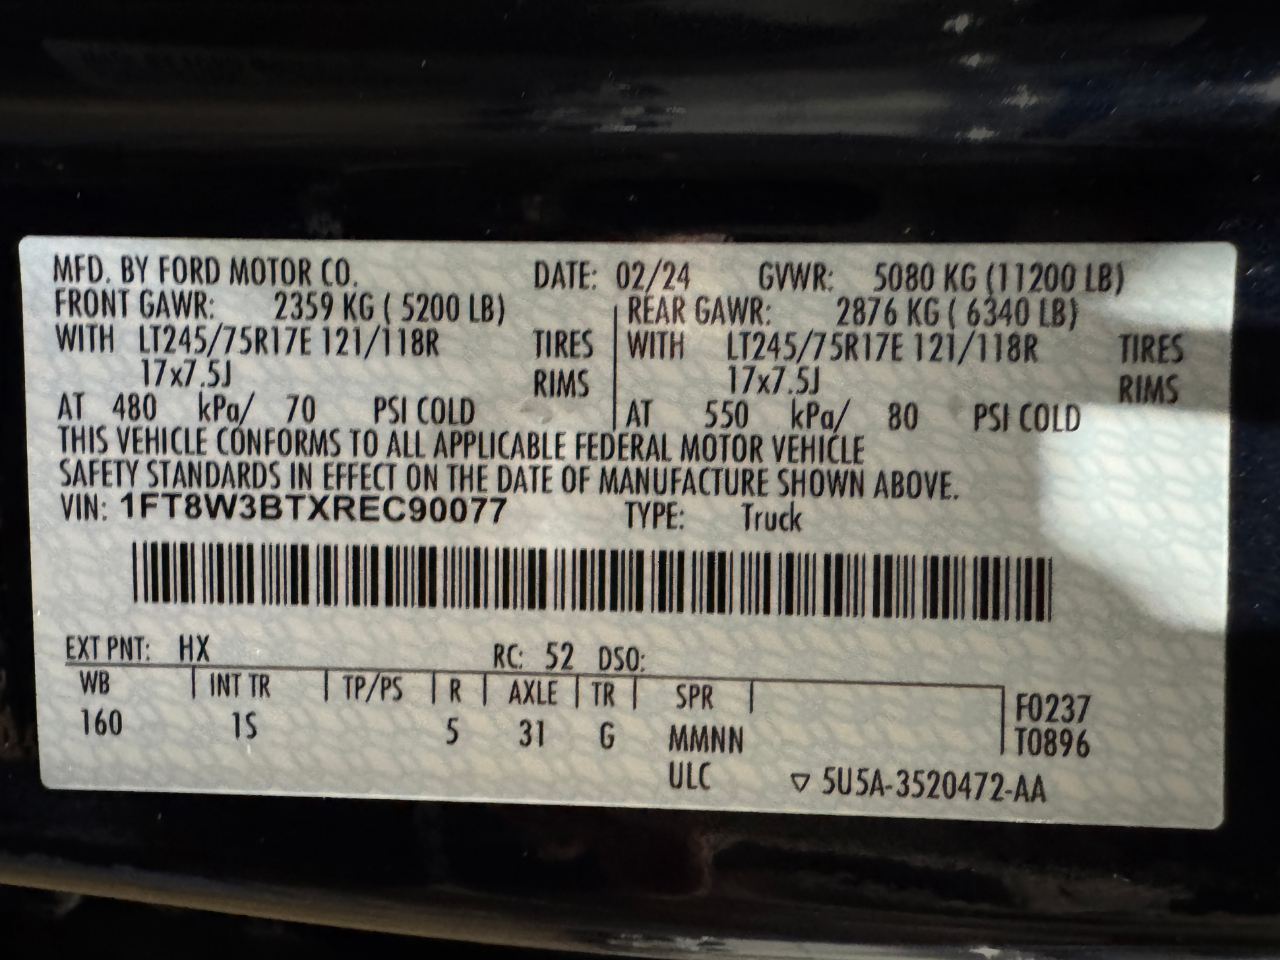 MFD. BY FORD MOTOR CO. DATE: 02/24 GVWR: 5080 KG (11200 LB)
FRONT GAWR: 2359 KG ( 5200 LB) REAR GAWR: 2876 KG ( 6340 LB)
WITH LT245/75R17E 121/118R TIRES WITH LT245/75R17E 121/118R TIRES
17x7.5J RIMS 17x7.5J RIMS
AT 480 kPa/ 70 PSI COLD AT 550 kPa/ 80 PSI COLD
THIS VEHICLE CONFORMS TO ALL APPLICABLE FEDERAL MOTOR VEHICLE
SAFETY STANDARDS IN EFFECT ON THE DATE OF MANUFACTURE SHOWN ABOVE.
VIN: 1FT8W3BTXREC90077 TYPE: Truck
EXT PNT: HX RC: 52 DSO:
WB INT TR TP/PS R AXLE TR SPR F0237
160 1S 5 31 G MMNN T0896
ULC ▽ 5U5A-3520472-AA